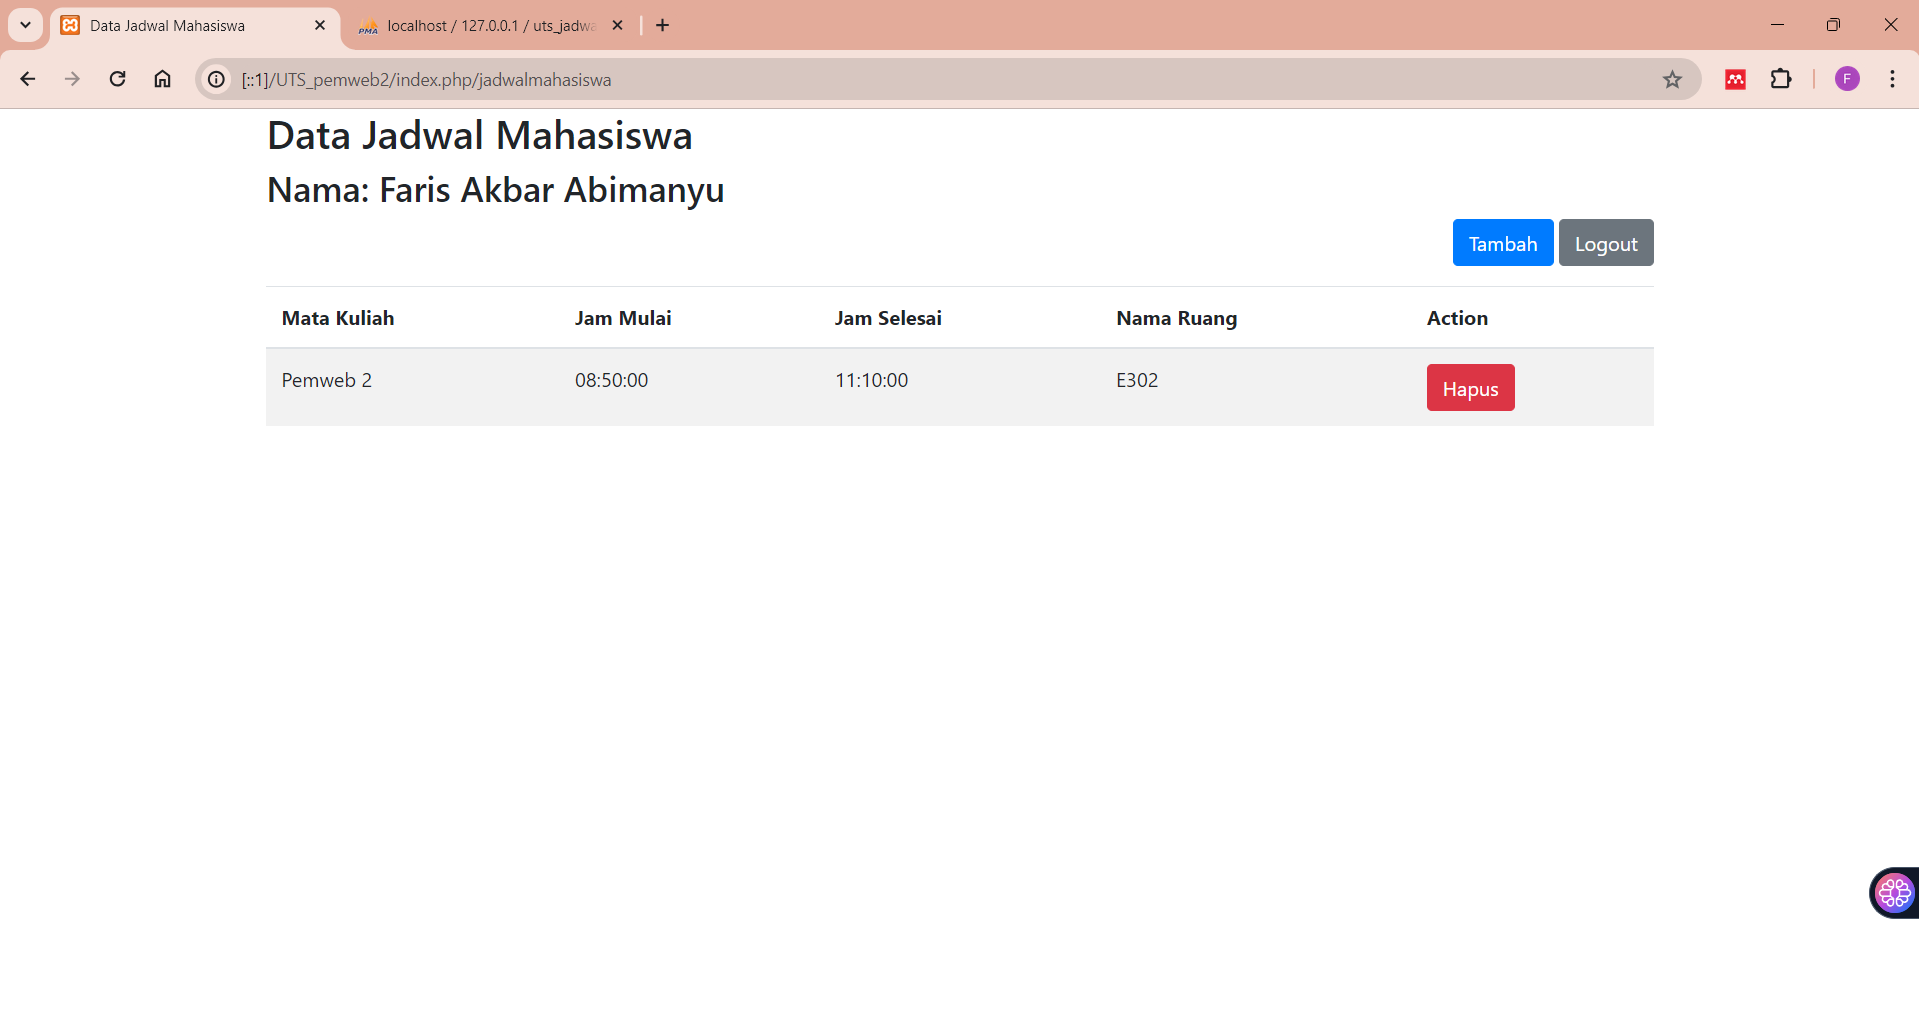 Data Jadwal Mahasiswa
PMA localhost / 127.0.0.1 / uts_jadwa
[::1]/UTS_pemweb2/index.php/jadwalmahasiswa
F
Data Jadwal Mahasiswa
Nama: Faris Akbar Abimanyu
Tambah Logout
Mata Kuliah Jam Mulai Jam Selesai Nama Ruang Action
Pemweb 2 08:50:00 11:10:00 E302 Hapus